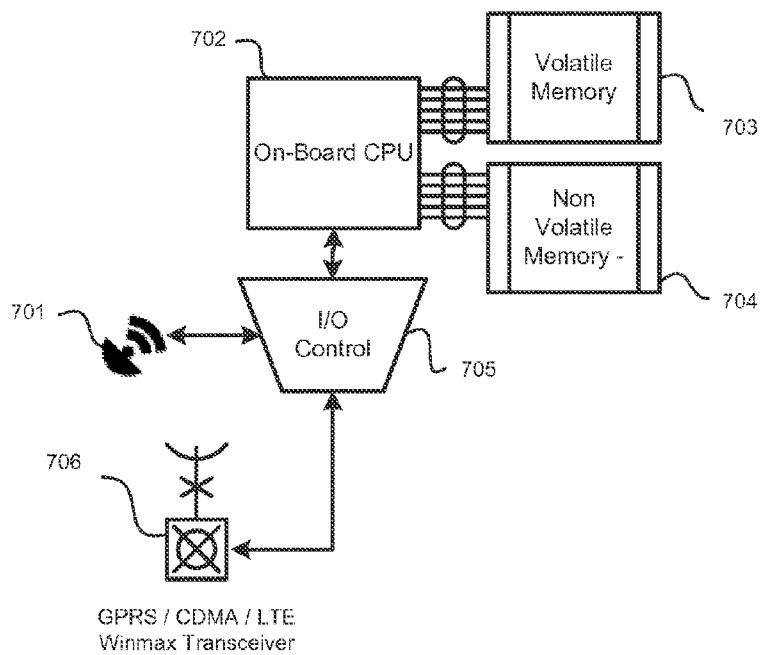 702
Volatile
Memory
703
On-Board CPU
Non
Volatile
Memory -
704
701
I/O
Control
705
706
GPRS / CDMA / LTE
Winmax Transceiver